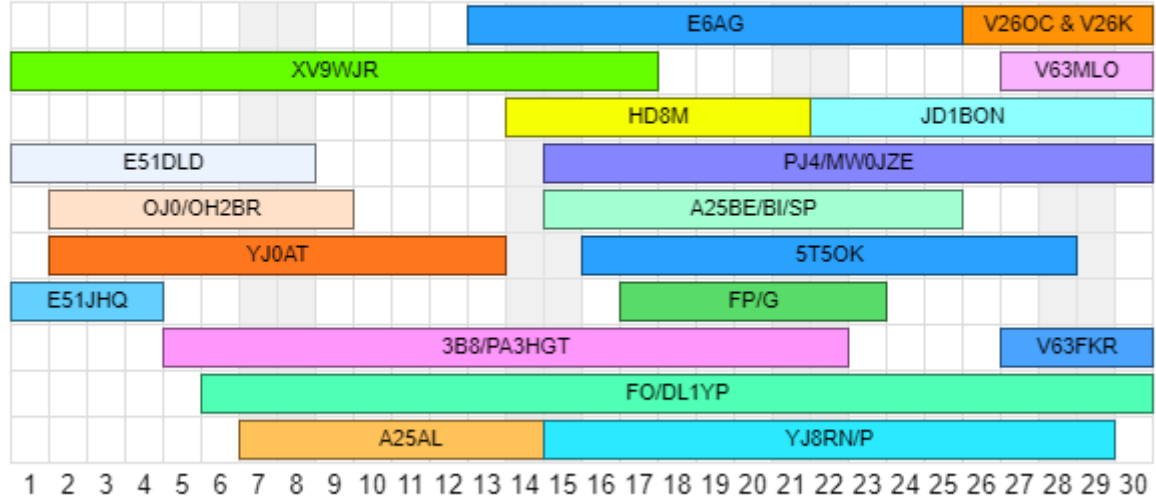 E6AG V26OC & V26K
XV9WJR V63MLO
HD8M JD1BON
E51DLD PJ4/MW0JZE
OJ0/OH2BR A25BE/BI/SP
YJ0AT 5T5OK
E51JHQ FP/G
3B8/PA3HGT V63FKR
FO/DL1YP
A25AL YJ8RN/P
1 2 3 4 5 6 7 8 9 10 11 12 13 14 15 16 17 18 19 20 21 22 23 24 25 26 27 28 29 30